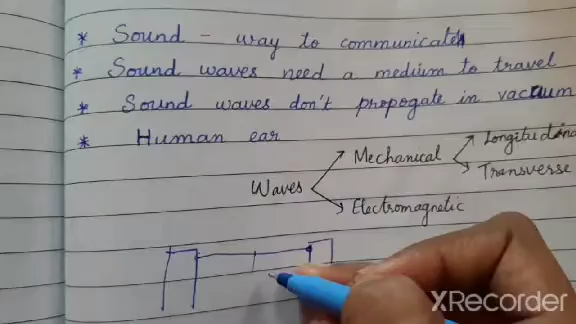 * Sound - way to communicate
* Sound waves need a medium to travel
* Sound waves don't propogate in vacuum
* Human ear
Waves
Mechanical
Longitudina
Transverse
Electromagnetic
XRecorder